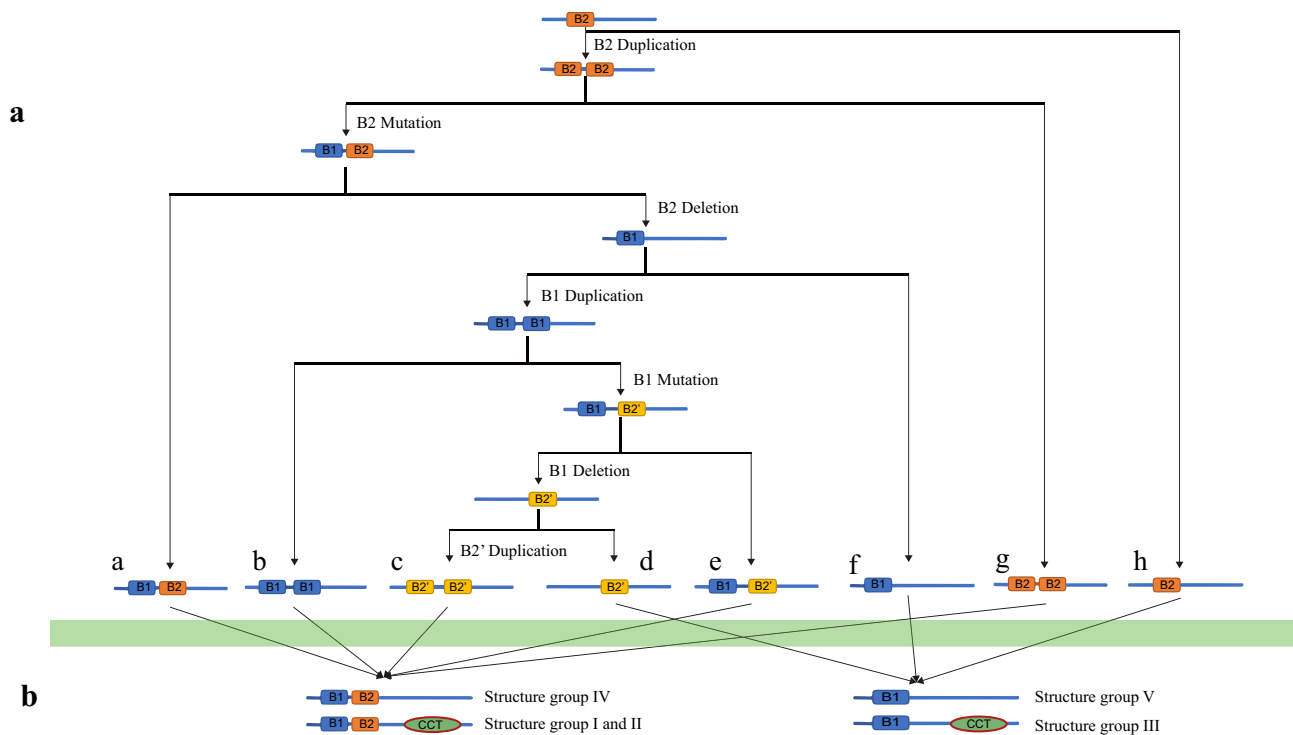 B2
B2 Duplication
B2 B2
a
B2 Mutation
B1 B2
B2 Deletion
B1
B1 Duplication
B1 B1
B1 Mutation
B1 B2'
B1 Deletion
B2'
B2’ Duplication
a b c d e f g h
B1 B2 B1 B1 B2' B2' B2' B1 B2' B1 B2 B2 B2
b
B1 B2 Structure group IV
B1 B2 CCT Structure group I and II
B1 Structure group V
B1 CCT Structure group III